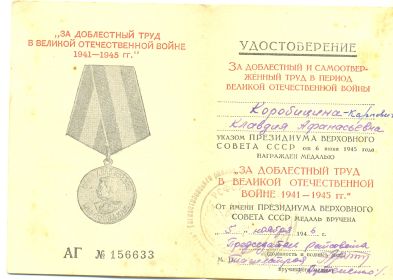 „ЗА ДОБЛЕСТНЫЙ ТРУД
В ВЕЛИКОЙ ОТЕЧЕСТВЕННОЙ ВОЙНЕ
1941—1945 гг."
АГ № 156633
УДОСТОВЕРЕНИЕ
ЗА ДОБЛЕСТНЫЙ И САМООТВЕР-
ЖЕННЫЙ ТРУД В ПЕРИОД
ВЕЛИКОЙ ОТЕЧЕСТВЕННОЙ ВОЙНЫ
Коробицина-
Клавдия Афанасьевна
УКАЗОМ ПРЕЗИДИУМА ВЕРХОВНОГО
СОВЕТА СССР от 6 июня 1945 года
НАГРАЖДЕН МЕДАЛЬЮ
„ЗА ДОБЛЕСТНЫЙ ТРУД
В ВЕЛИКОЙ ОТЕЧЕСТВЕННОЙ
ВОЙНЕ 1941—1945 гг."
ОТ ИМЕНИ ПРЕЗИДИУМА ВЕРХОВНОГО
СОВЕТА СССР МЕДАЛЬ ВРУЧЕНА
„5" ноября 1946 г.
Председатель